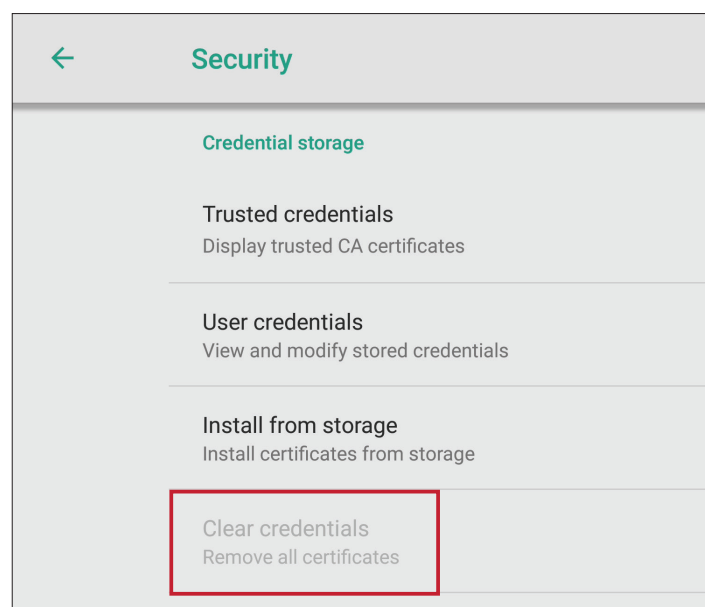 Security
Credential storage
Trusted credentials
Display trusted CA certificates
User credentials
View and modify stored credentials
Install from storage
Install certificates from storage
Clear credentials
Remove all certificates